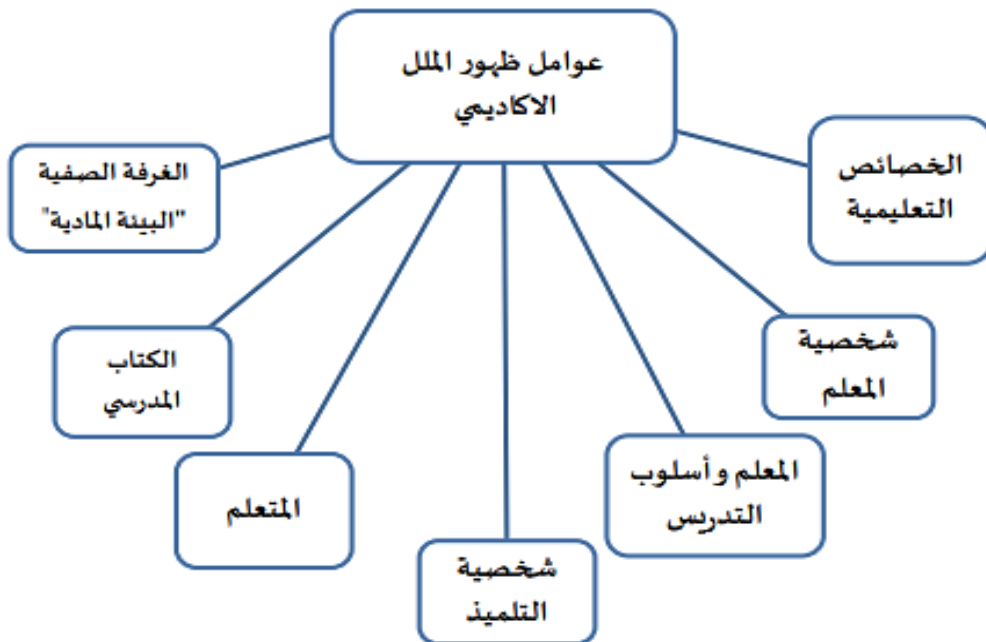 عوامل ظهور الملل
الاكاديمي
الخصائص
التعليمية
شخصية
المعلم
المعلم وأسلوب
التدريس
شخصية
التلميذ
المتعلم
الكتاب
المدرسي
الغرفة الصفية
"البيئة المادية"